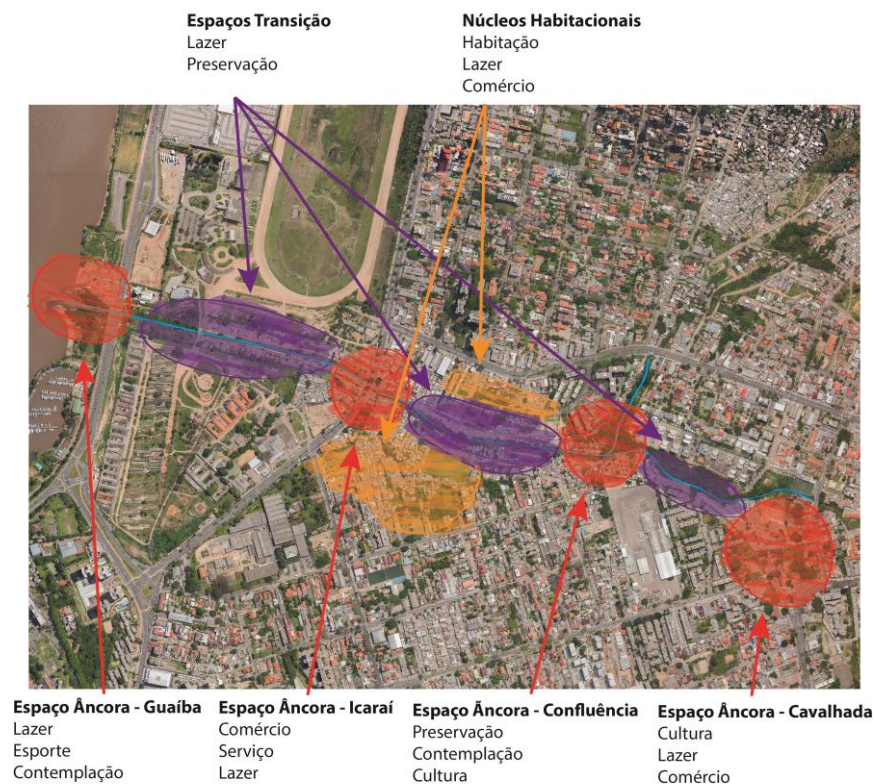 Espaços Transição
Lazer
Preservação
Núcleos Habitacionais
Habitação
Lazer
Comércio
Espaço Âncora - Guaíba
Lazer
Esporte
Contemplação
Espaço Âncora - Icaraí
Comércio
Serviço
Lazer
Espaço Ãncora - Confluência
Preservação
Contemplação
Cultura
Espaço Âncora - Cavalhada
Cultura
Lazer
Comércio